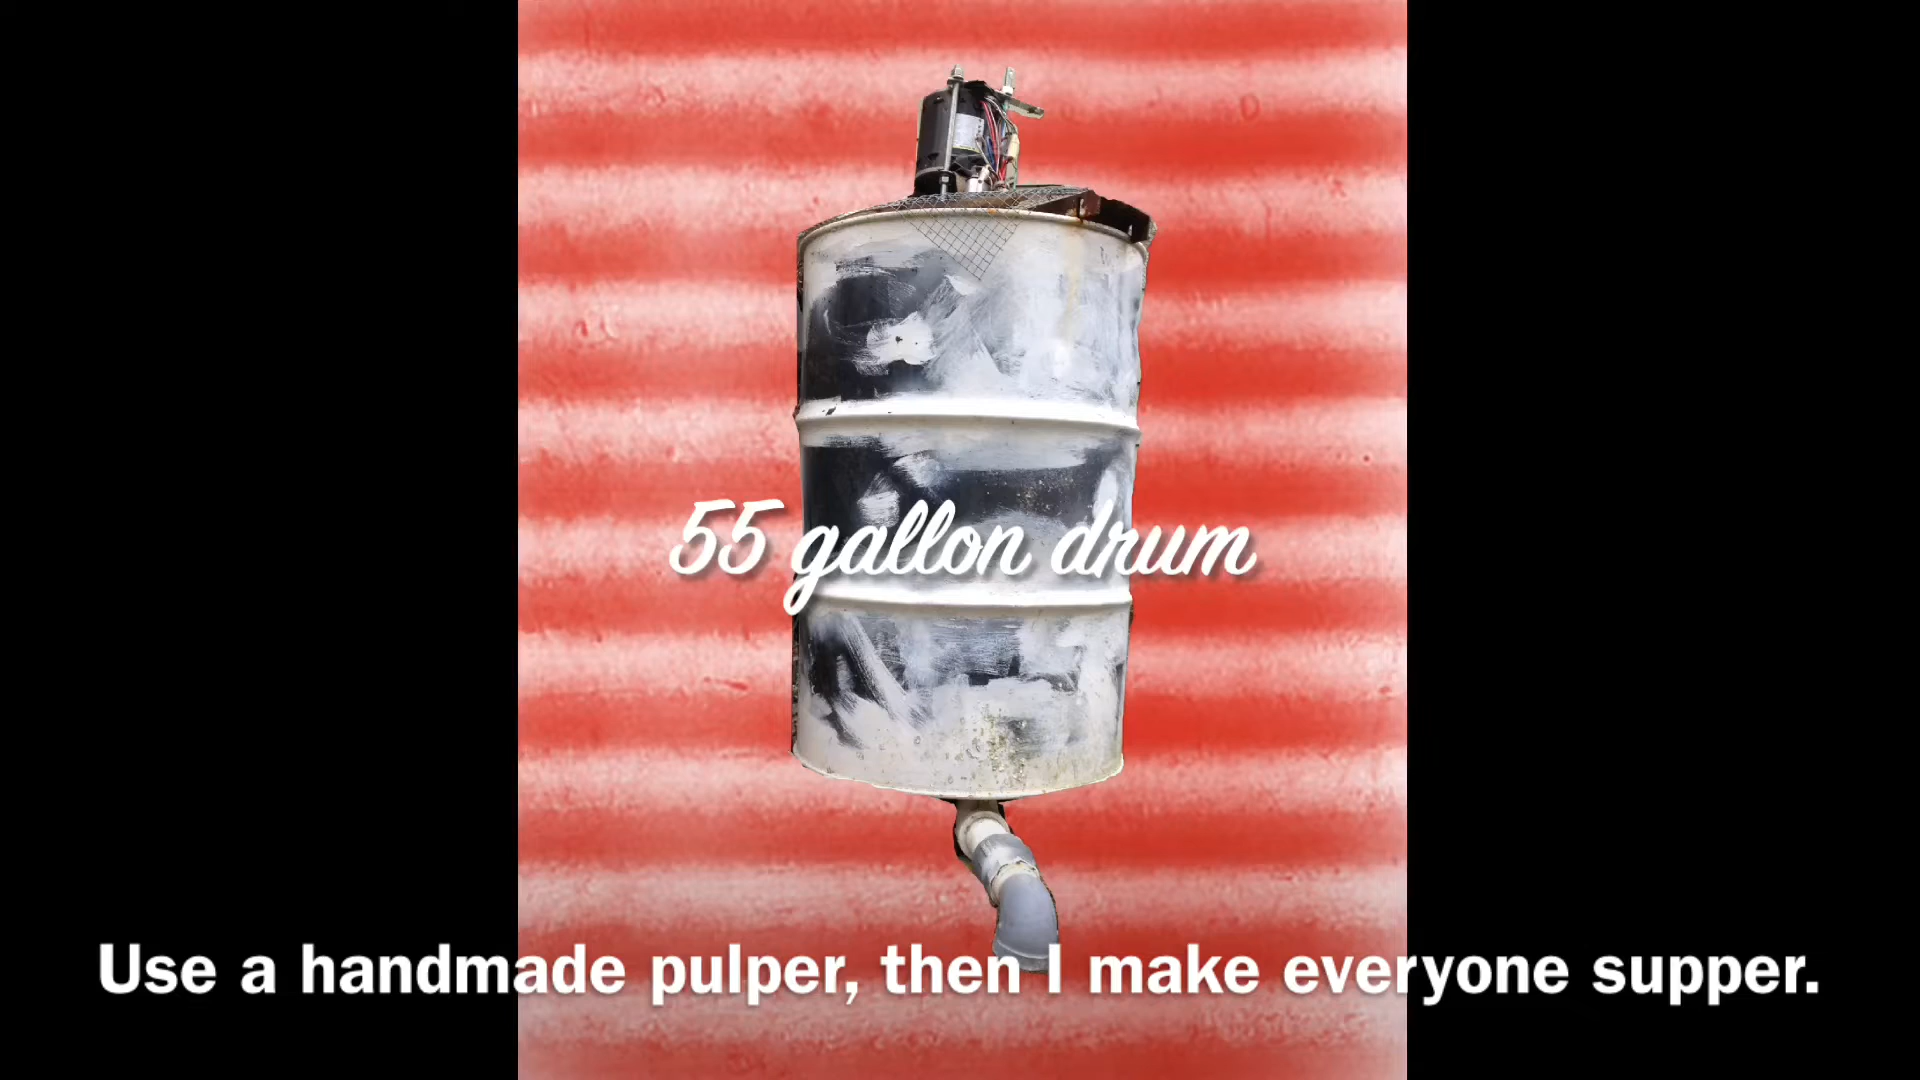 55 gallon drum
Use a handmade pulper, then I make everyone supper.